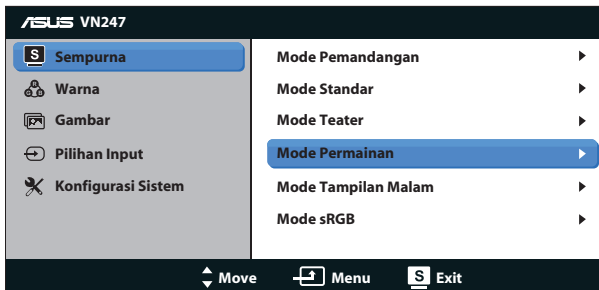 ASUS VN247
S Sempurna
Warna
Gambar
Pilihan Input
Konfigurasi Sistem
Mode Pemandangan
Mode Standar
Mode Teater
Mode Permainan
Mode Tampilan Malam
Mode sRGB
Move Menu S Exit